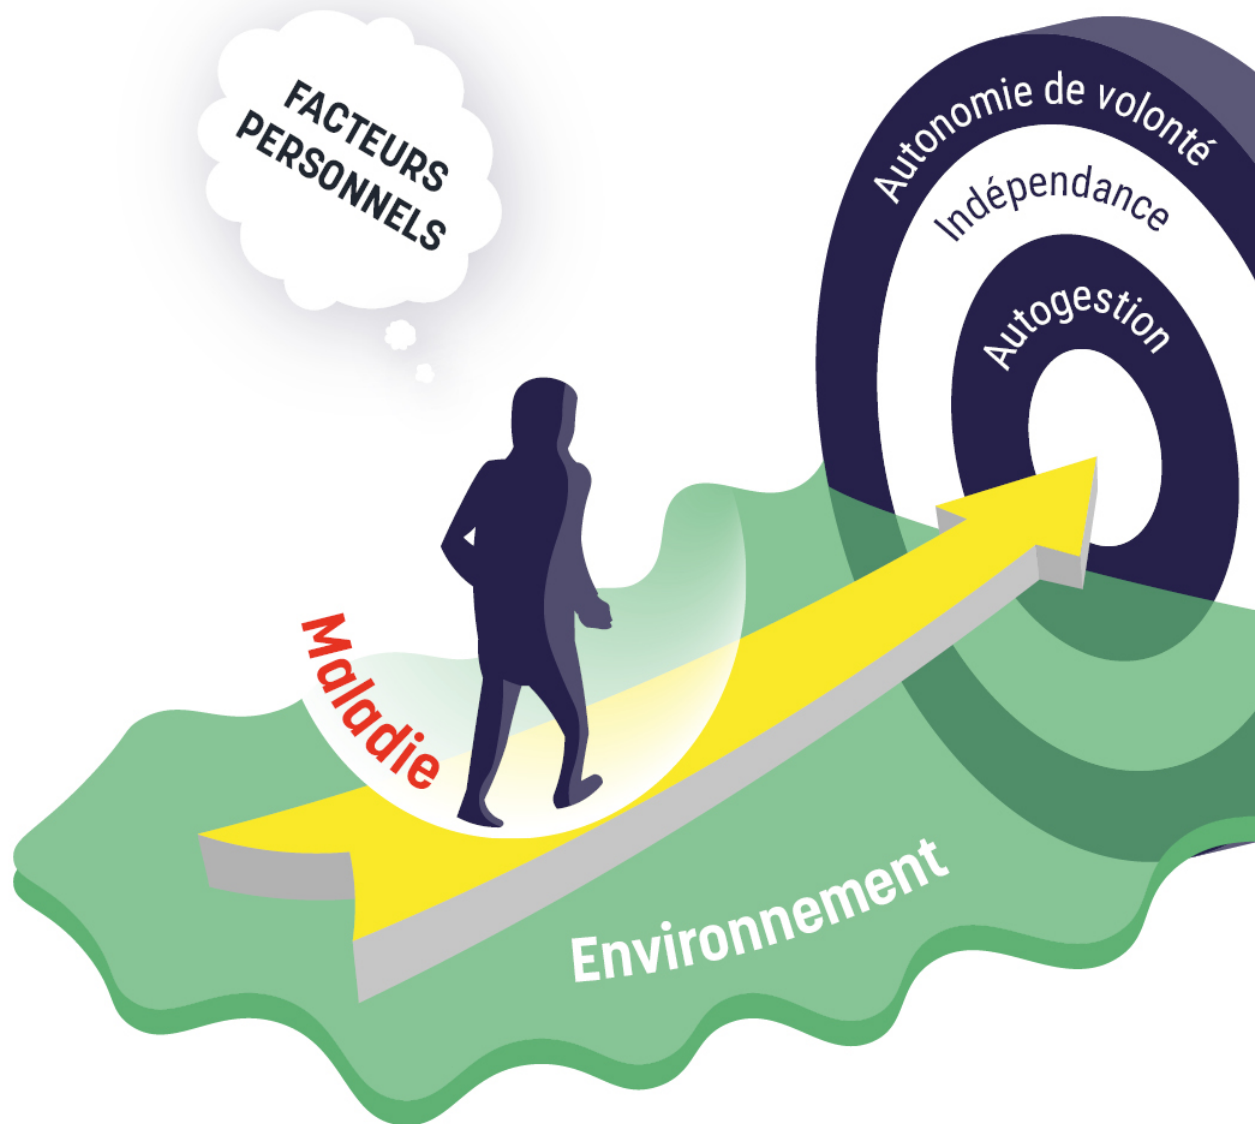 FACTEURS
PERSONNELS
Autonomie de volonté
Indépendance
Autogestion
Maladie
Environnement